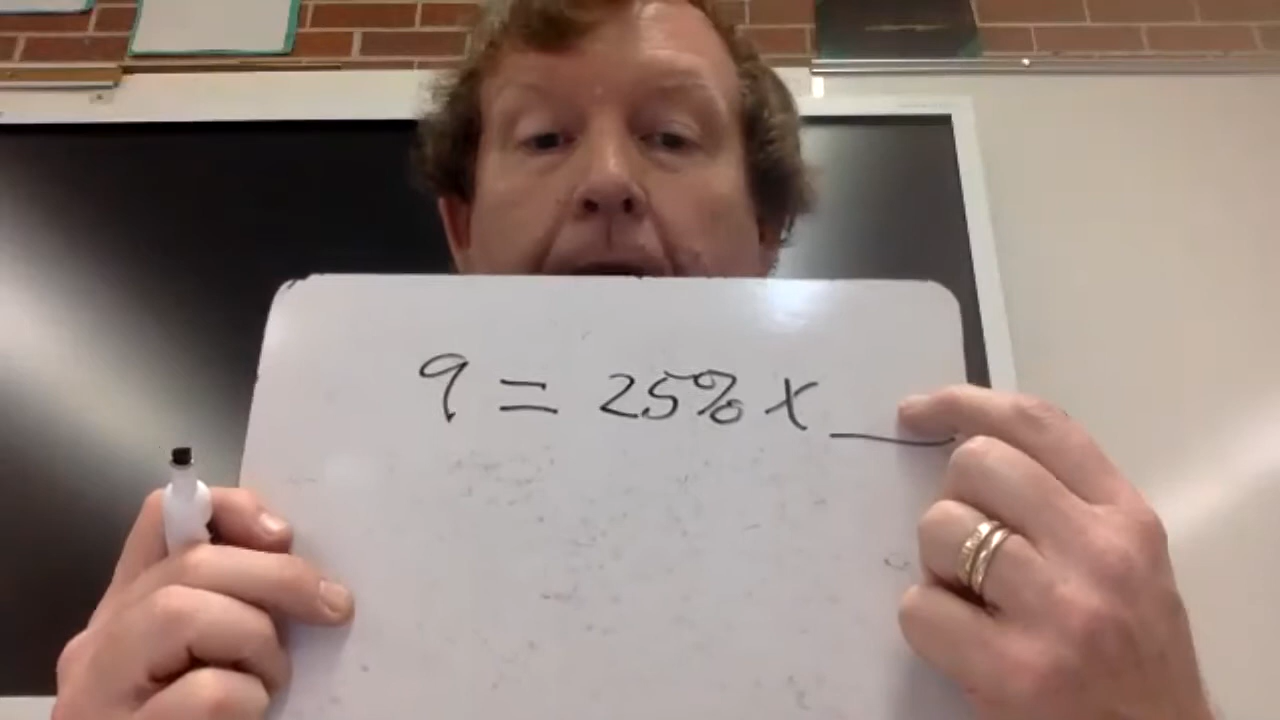 9 = 25% x ___